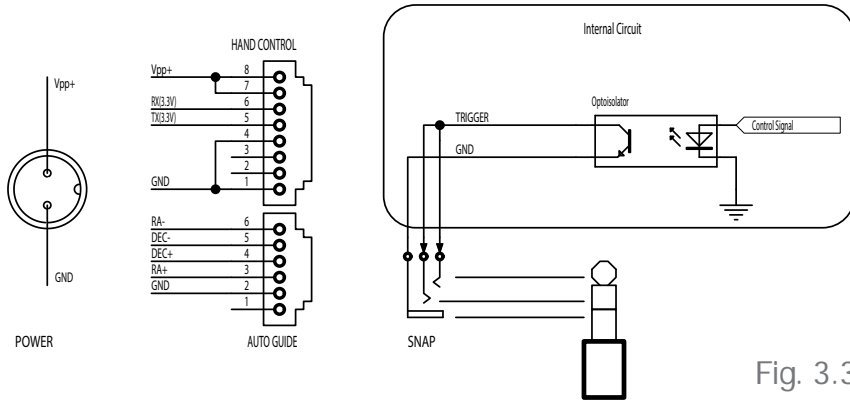 Vpp+
GND
POWER
HAND CONTROL
Vpp+ 8
7
RX(3.3V) 6
TX(3.3V) 5
4
3
2
GND 1
RA- 6
DEC- 5
DEC+ 4
RA+ 3
GND 2
1
AUTO GUIDE
Internal Circuit
Optoisolator
TRIGGER
GND
Control Signal
SNAP
Fig. 3.3